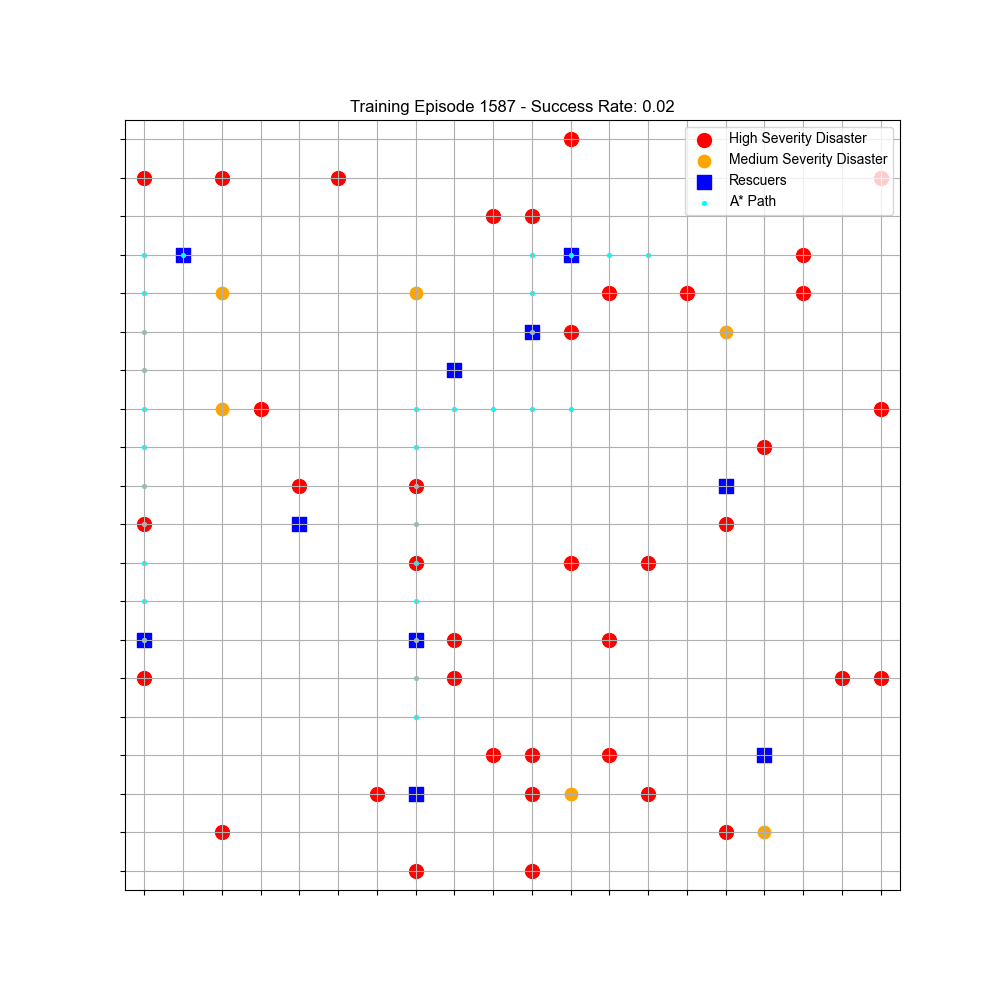 Training Episode 1587 - Success Rate: 0.02
High Severity Disaster
Medium Severity Disaster
Rescuers
A* Path